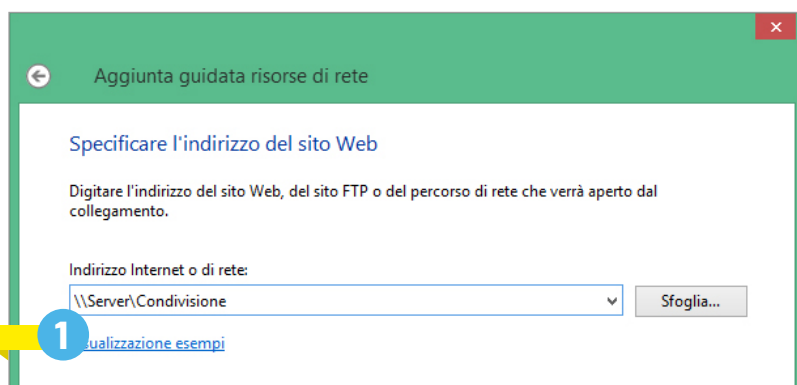 Aggiunta guidata risorse di rete
Specificare l'indirizzo del sito Web
Digitare l'indirizzo del sito Web, del sito FTP o del percorso di rete che verrà aperto dal
collegamento.
Indirizzo Internet o di rete:
\\Server\Condivisione
Sfoglia...
1
ualizzazione esempi